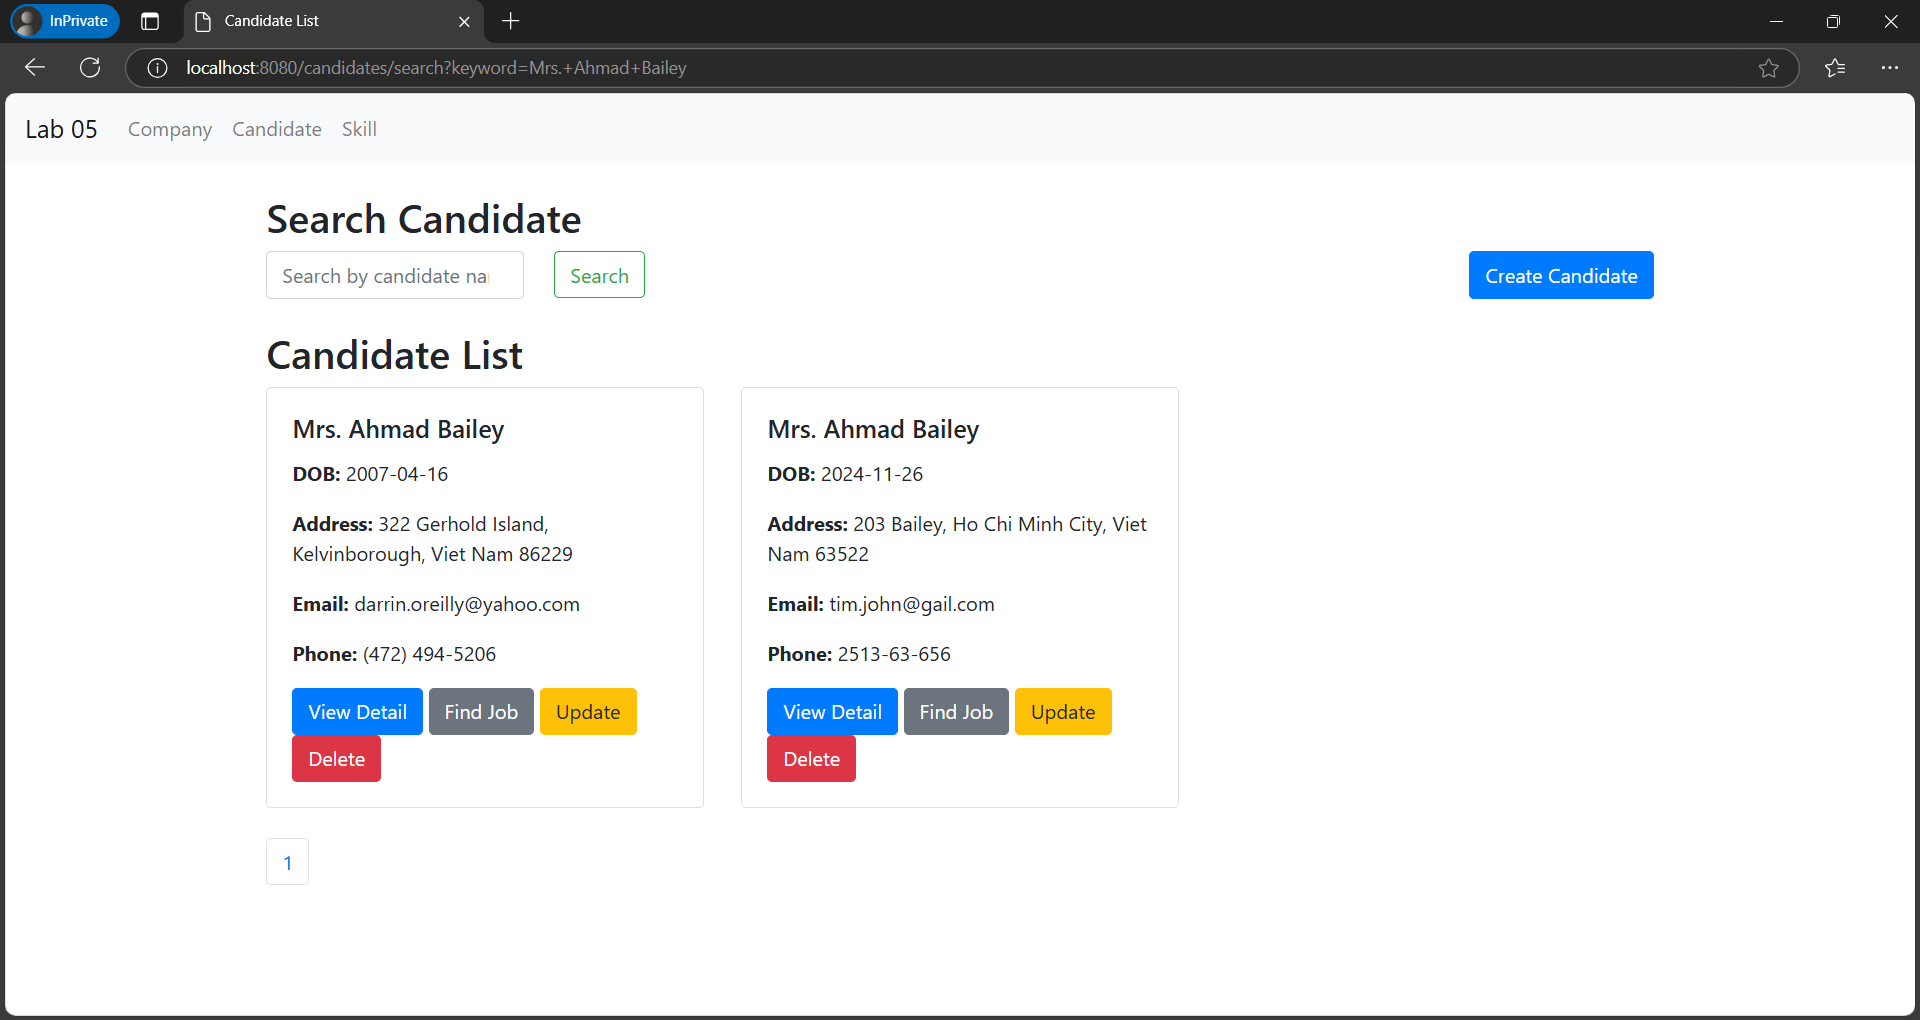 InPrivate
Candidate List
localhost:8080/candidates/search?keyword=Mrs.+Ahmad+Bailey
Lab 05 Company Candidate Skill
Search Candidate
Search by candidate na
Search
Create Candidate
Candidate List
Mrs. Ahmad Bailey
DOB: 2007-04-16
Address: 322 Gerhold Island,
Kelvinborough, Viet Nam 86229
Email: darrin.oreilly@yahoo.com
Phone: (472) 494-5206
View Detail Find Job Update
Delete
Mrs. Ahmad Bailey
DOB: 2024-11-26
Address: 203 Bailey, Ho Chi Minh City, Viet
Nam 63522
Email: tim.john@gail.com
Phone: 2513-63-656
View Detail Find Job Update
Delete
1